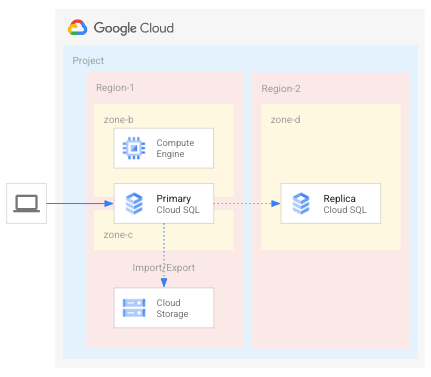 Google Cloud
Project
Region-1
Region-2
zone-b
zone-d
Compute
Engine
Primary
Cloud SQL
Replica
Cloud SQL
zone-c
Import/Export
Cloud
Storage